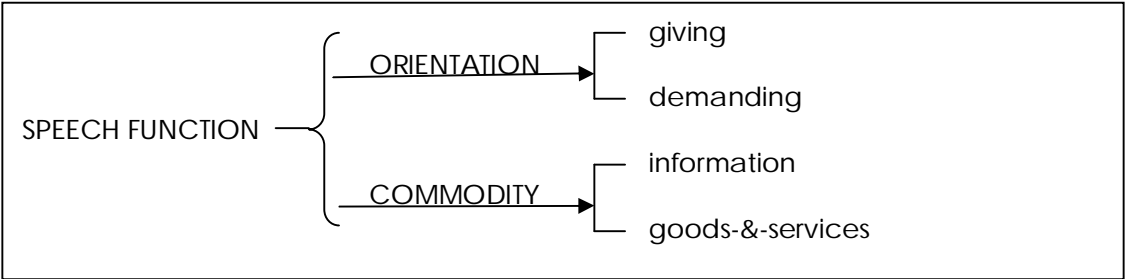 giving
ORIENTATION
demanding
SPEECH FUNCTION
information
COMMODITY
goods-&-services